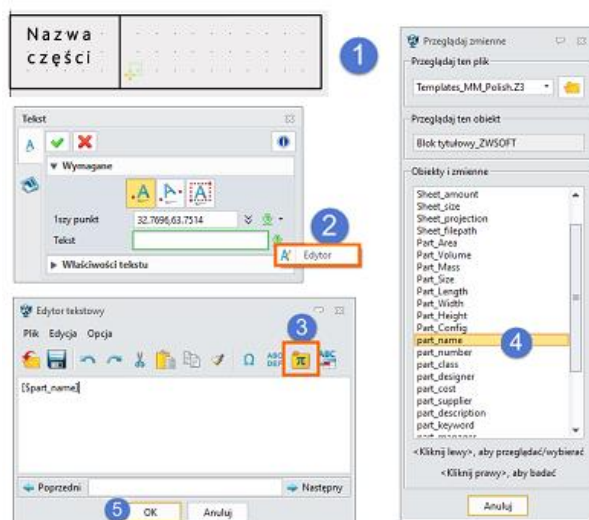 Nazwa
części
1
Tekst
Wymagane
1szy punkt 32.7696,63.7514
Tekst
Właściwości tekstu
2
Edytor
Edytor tekstowy
3
Plik Edycja Opcja
[$part_name]
Poprzedni Następny
5 OK Anuluj
Przeglądaj zmienne
Przeglądaj ten plik
Templates_MM_Polish.Z3
Przeglądaj ten obiekt
Blok tytułowy_ZWSOFT
Obiekty i zmienne
Sheet_amount
Sheet_size
Sheet_projection
Sheet_filepath
Part_Area
Part_Volume
Part_Mass
Part_Size
Part_Length
Part_Width
Part_Height
Part_Config
part_name
4
part_number
part_class
part_designer
part_cost
part_supplier
part_description
part_keyword
<Kliknij lewy>, aby przeglądać/wybierać
<Kliknij prawy>, aby badać
Anuluj